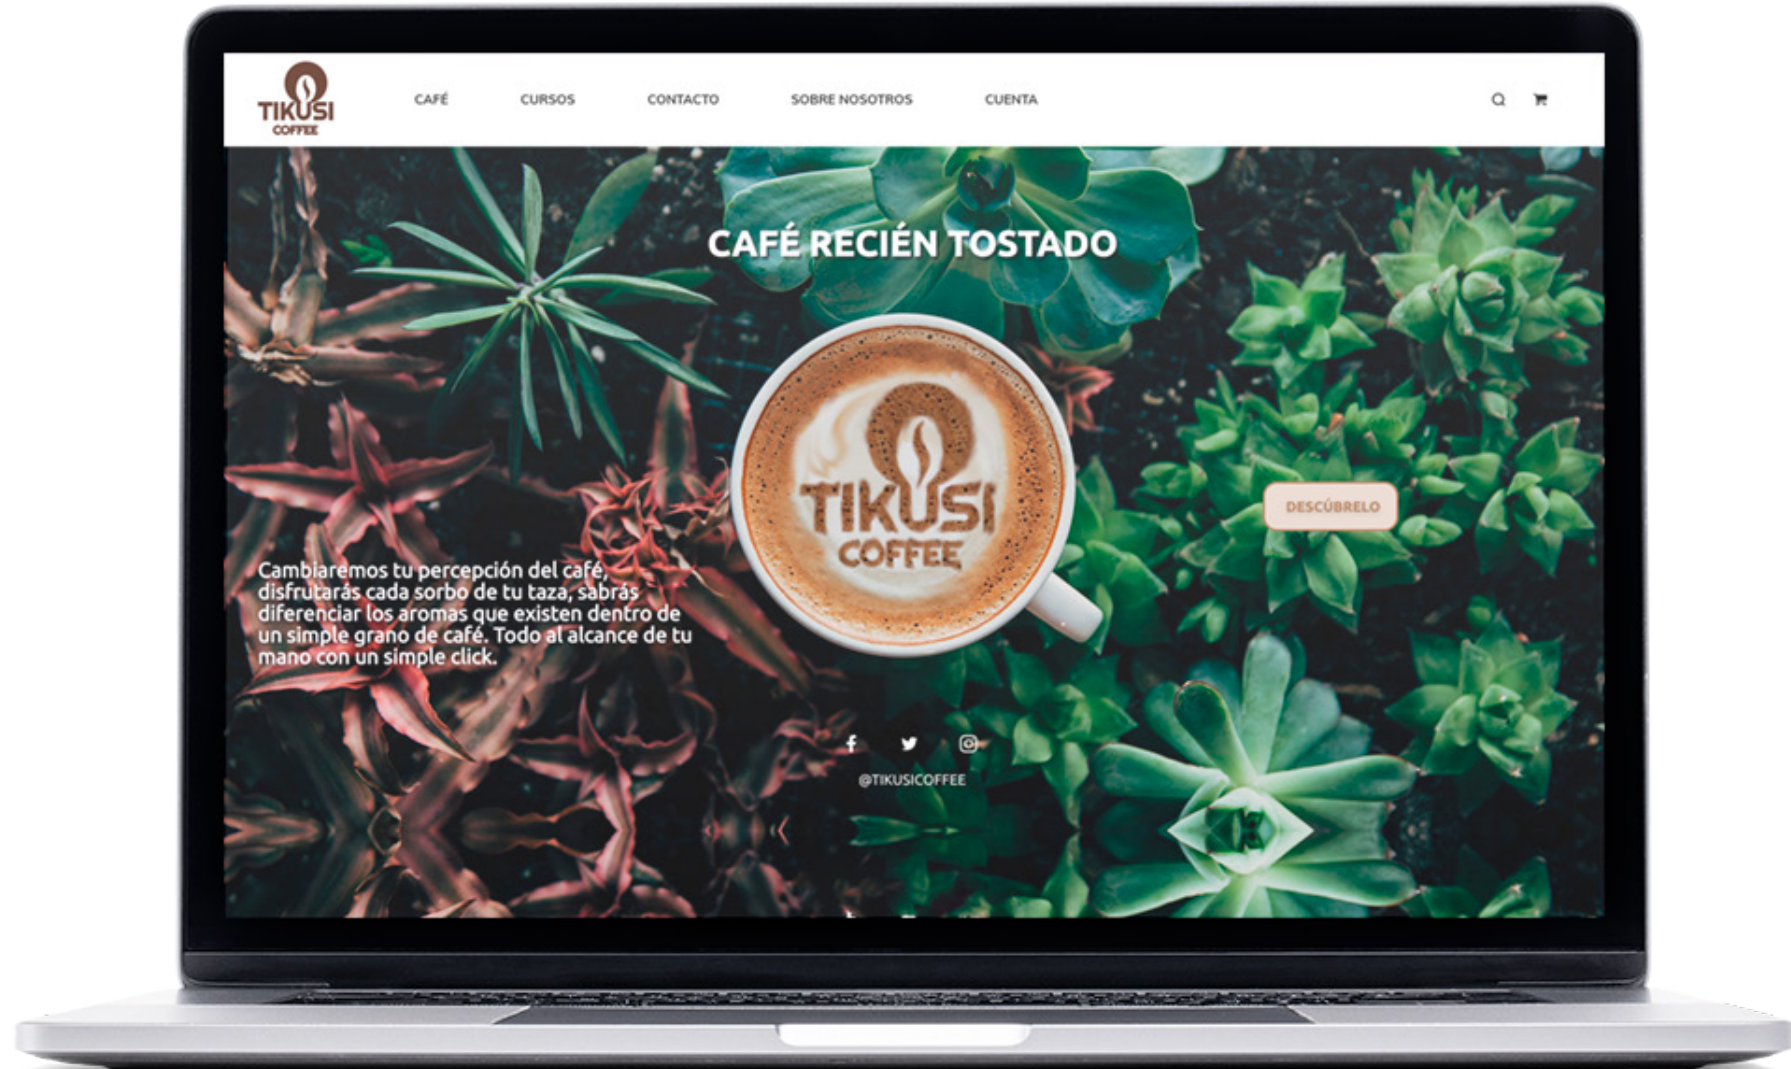 TIKUSI
COFFEE
CAFÉ
CURSOS
CONTACTO
SOBRE NOSOTROS
CUENTA
CAFÉ RECIÉN TOSTADO
TIKUSI
COFFEE
DESCÚBRELO
Cambiaremos tu percepción del café,
disfrutarás cada sorbo de tu taza, sabrás
diferenciar los aromas que existen dentro de
un simple grano de café. Todo al alcance de tu
mano con un simple click.
@TIKUSICOFFEE